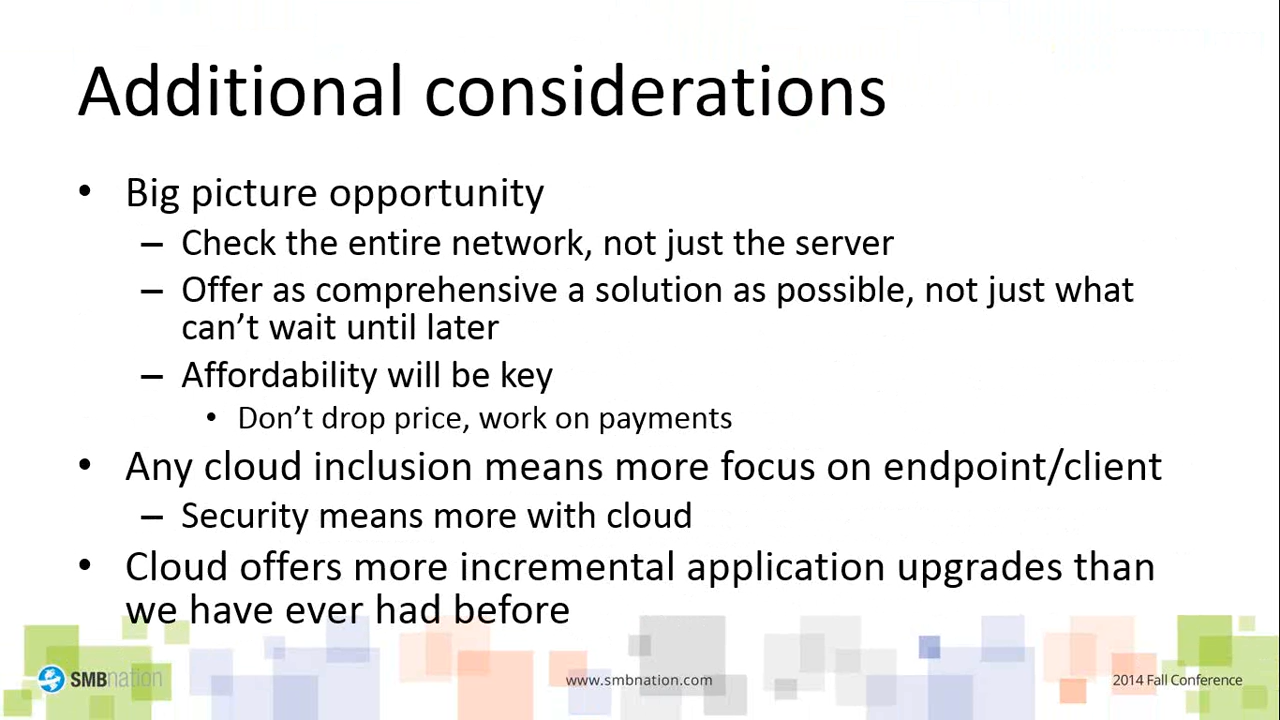 Additional considerations
• Big picture opportunity
– Check the entire network, not just the server
– Offer as comprehensive a solution as possible, not just what
can’t wait until later
– Affordability will be key
• Don’t drop price, work on payments
• Any cloud inclusion means more focus on endpoint/client
– Security means more with cloud
• Cloud offers more incremental application upgrades than
we have ever had before
SMBnation
www.smbnation.com
2014 Fall Conference